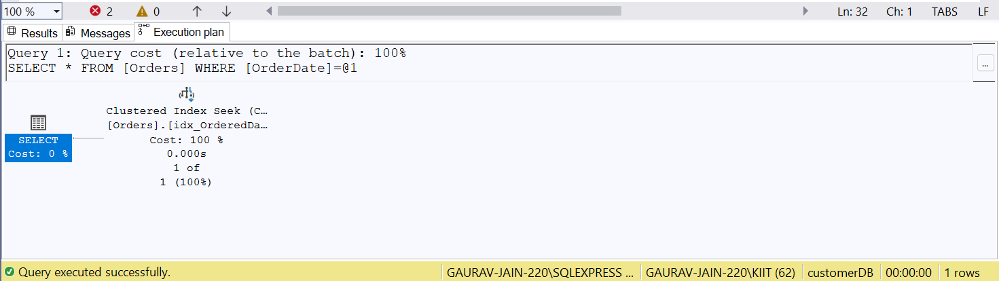 100 % 2 0 Ln: 32 Ch: 1 TABS LF
Results Messages Execution plan
Query 1: Query cost (relative to the batch): 100%
SELECT * FROM [Orders] WHERE [OrderDate]=@1
...
Clustered Index Seek (C…
[Orders].[idx_OrderedDa…
SELECT
Cost: 0 %
Cost: 100 %
0.000s
1 of
1 (100%)
Query executed successfully. GAURAV-JAIN-220\SQLEXPRESS ... GAURAV-JAIN-220\KIIT (62) customerDB 00:00:00 1 rows